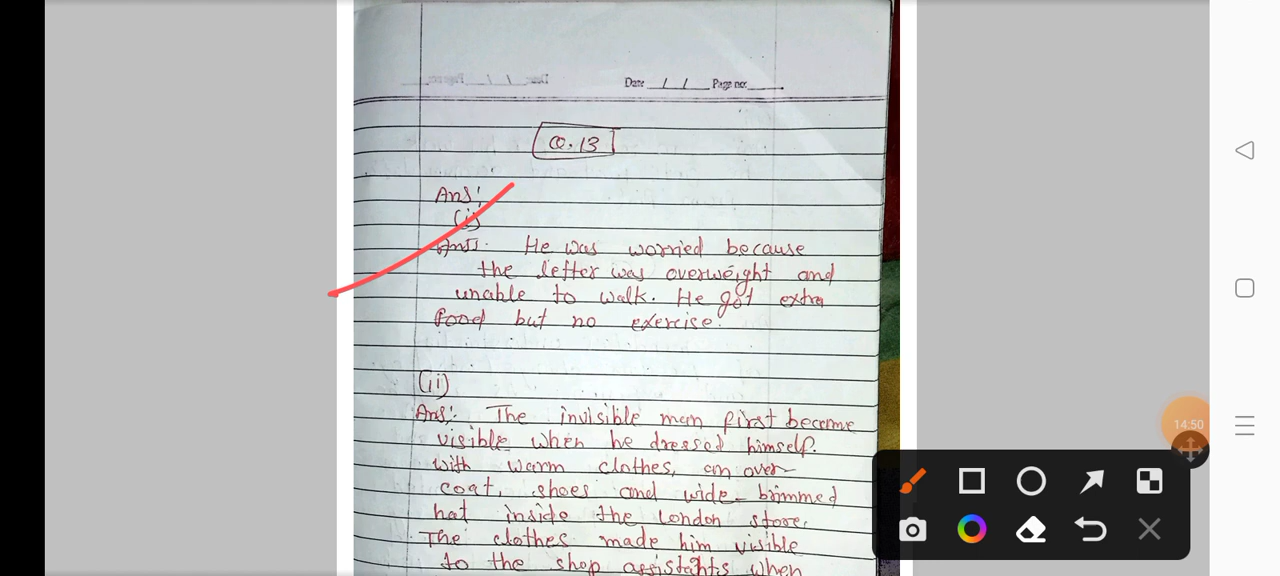 Date / / Page no:
Q.13
Ans:
(i)
Ans:. He was worried because
the letter was overweight and
unable to walk. He got extra
food but no exercise.
(ii)
Ans:. The invisible man first become
visible when he dressed himself.
with warm clothes, an over-
coat, shoes and wide-brimmed
hat inside the London store.
The clothes made him visible
to the shop assistants when
14:50